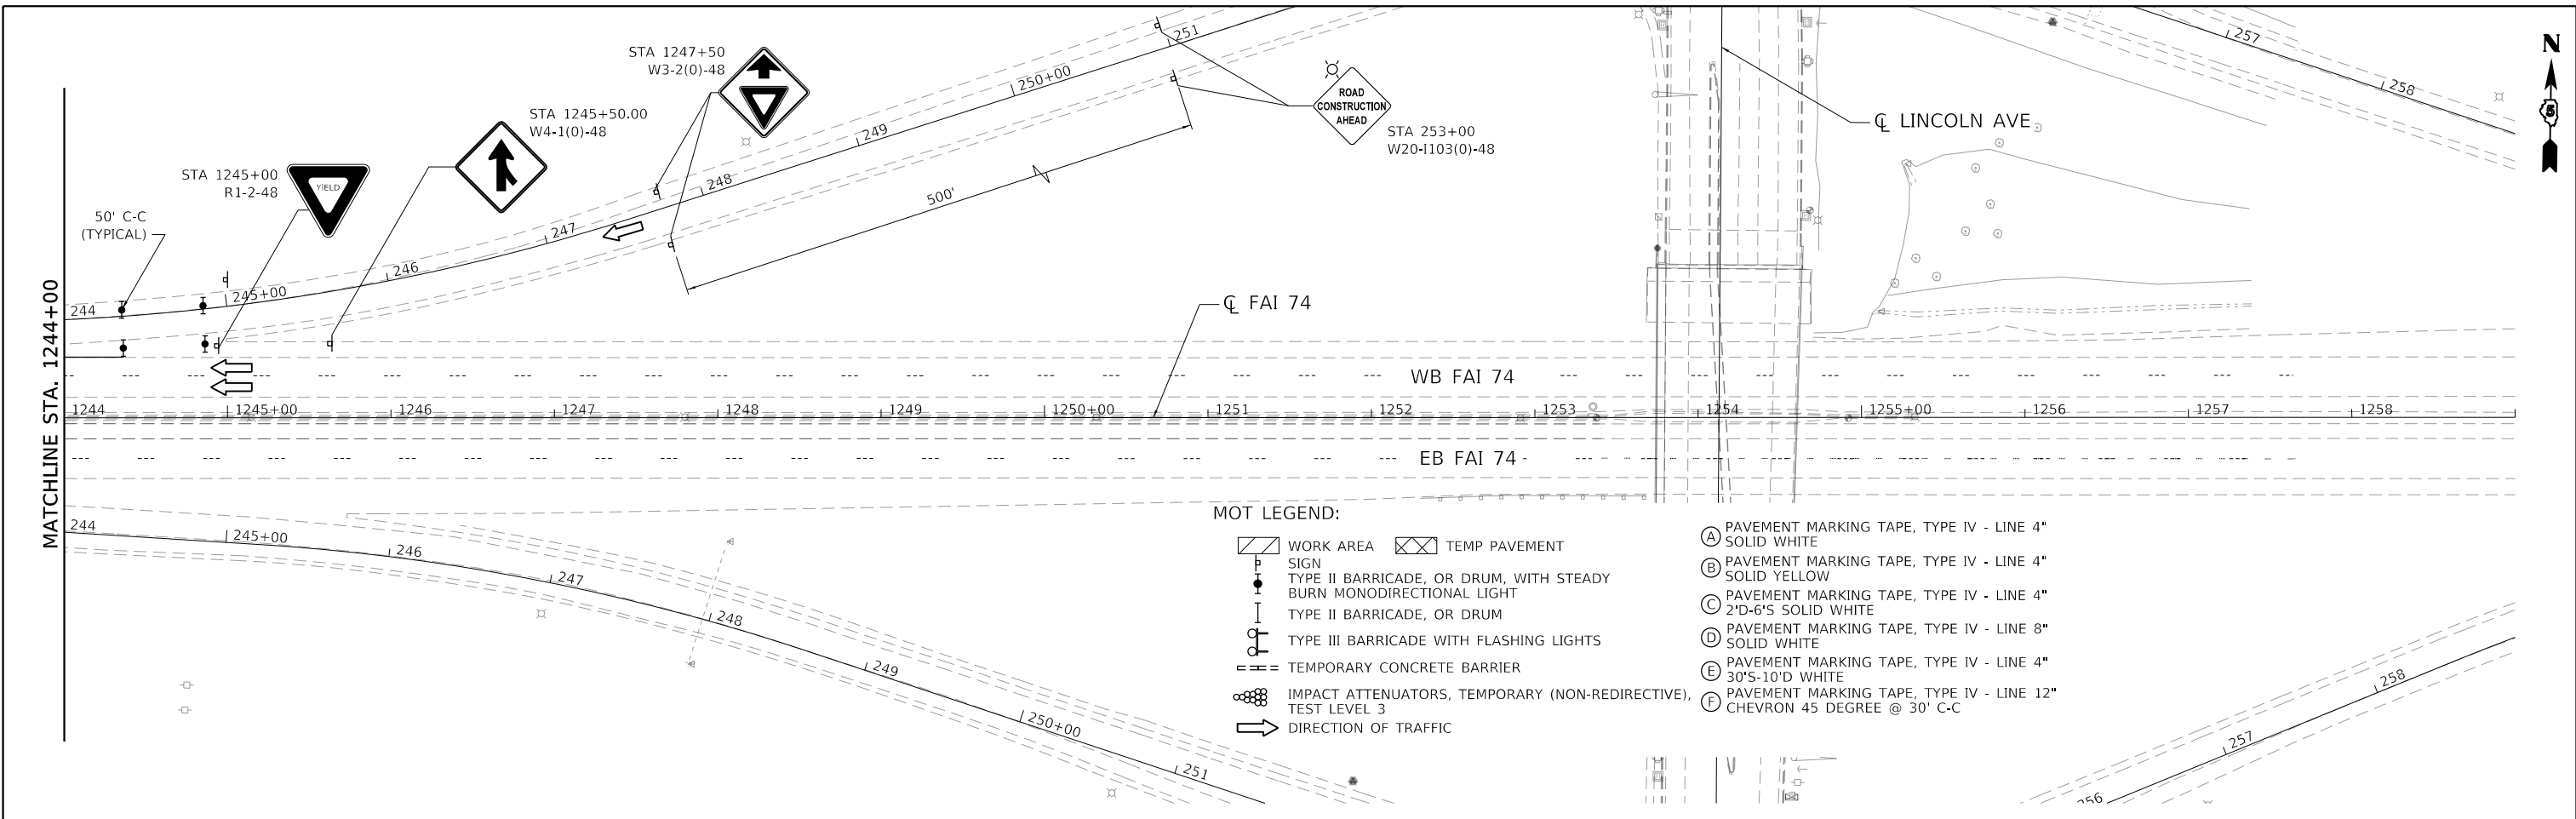 STA 1247+50
W3-2(0)-48
STA 1245+50.00
W4-1(0)-48
STA 1245+00
R1-2-48
YIELD
50' C-C
(TYPICAL)
ROAD
CONSTRUCTION
AHEAD
STA 253+00
W20-I103(0)-48
500'
℄ LINCOLN AVE
N
5
℄ FAI 74
244
245+00
246
247
248
249
250+00
251
257
258
MATCHLINE STA. 1244+00
WB FAI 74
1244
1245+00
1246
1247
1248
1249
1250+00
1251
1252
1253
1254
1255+00
1256
1257
1258
EB FAI 74
244
245+00
246
247
248
249
250+00
251
256
257
258
MOT LEGEND:
WORK AREA
TEMP PAVEMENT
SIGN
TYPE II BARRICADE, OR DRUM, WITH STEADY
BURN MONODIRECTIONAL LIGHT
TYPE II BARRICADE, OR DRUM
TYPE III BARRICADE WITH FLASHING LIGHTS
TEMPORARY CONCRETE BARRIER
IMPACT ATTENUATORS, TEMPORARY (NON-REDIRECTIVE),
TEST LEVEL 3
DIRECTION OF TRAFFIC
A PAVEMENT MARKING TAPE, TYPE IV - LINE 4"
SOLID WHITE
B PAVEMENT MARKING TAPE, TYPE IV - LINE 4"
SOLID YELLOW
C PAVEMENT MARKING TAPE, TYPE IV - LINE 4"
2'D-6'S SOLID WHITE
D PAVEMENT MARKING TAPE, TYPE IV - LINE 8"
SOLID WHITE
E PAVEMENT MARKING TAPE, TYPE IV - LINE 4"
30'S-10'D WHITE
F PAVEMENT MARKING TAPE, TYPE IV - LINE 12"
CHEVRON 45 DEGREE @ 30' C-C